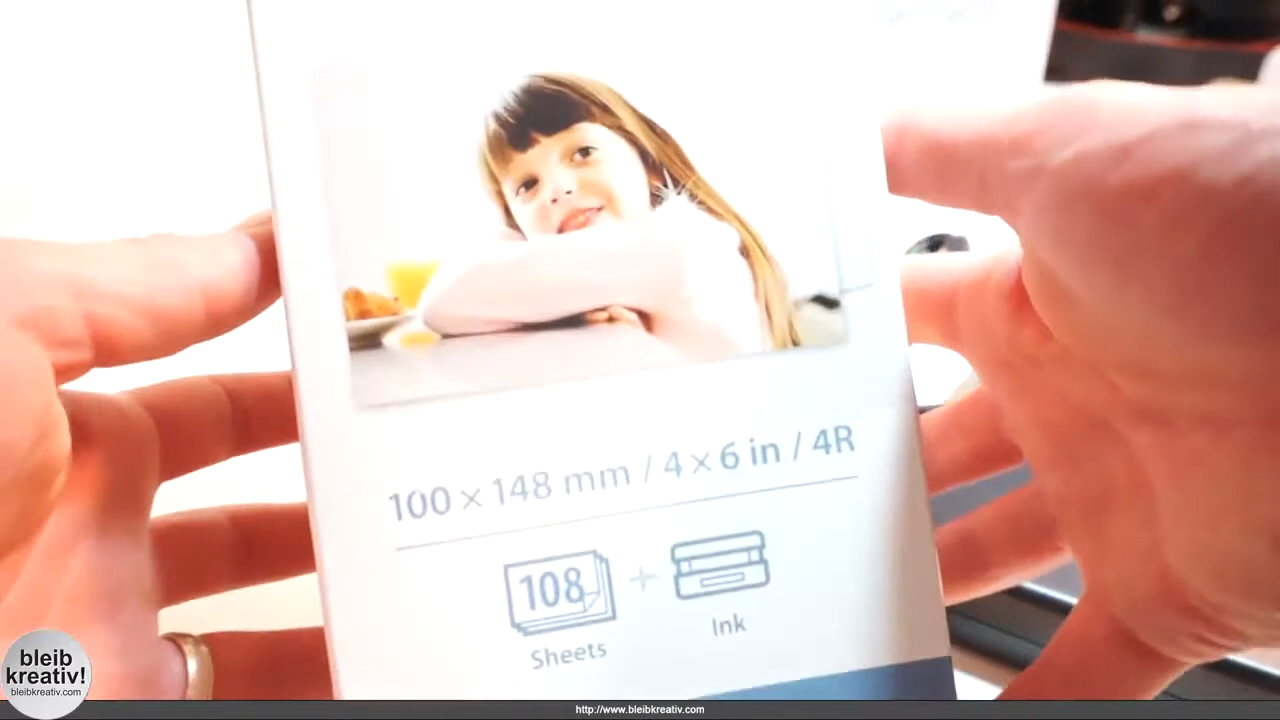 100 × 148 mm / 4 × 6 in / 4R
108
+
Sheets
Ink
bleib
kreativ!
bleibkreativ.com
http://www.bleibkreativ.com